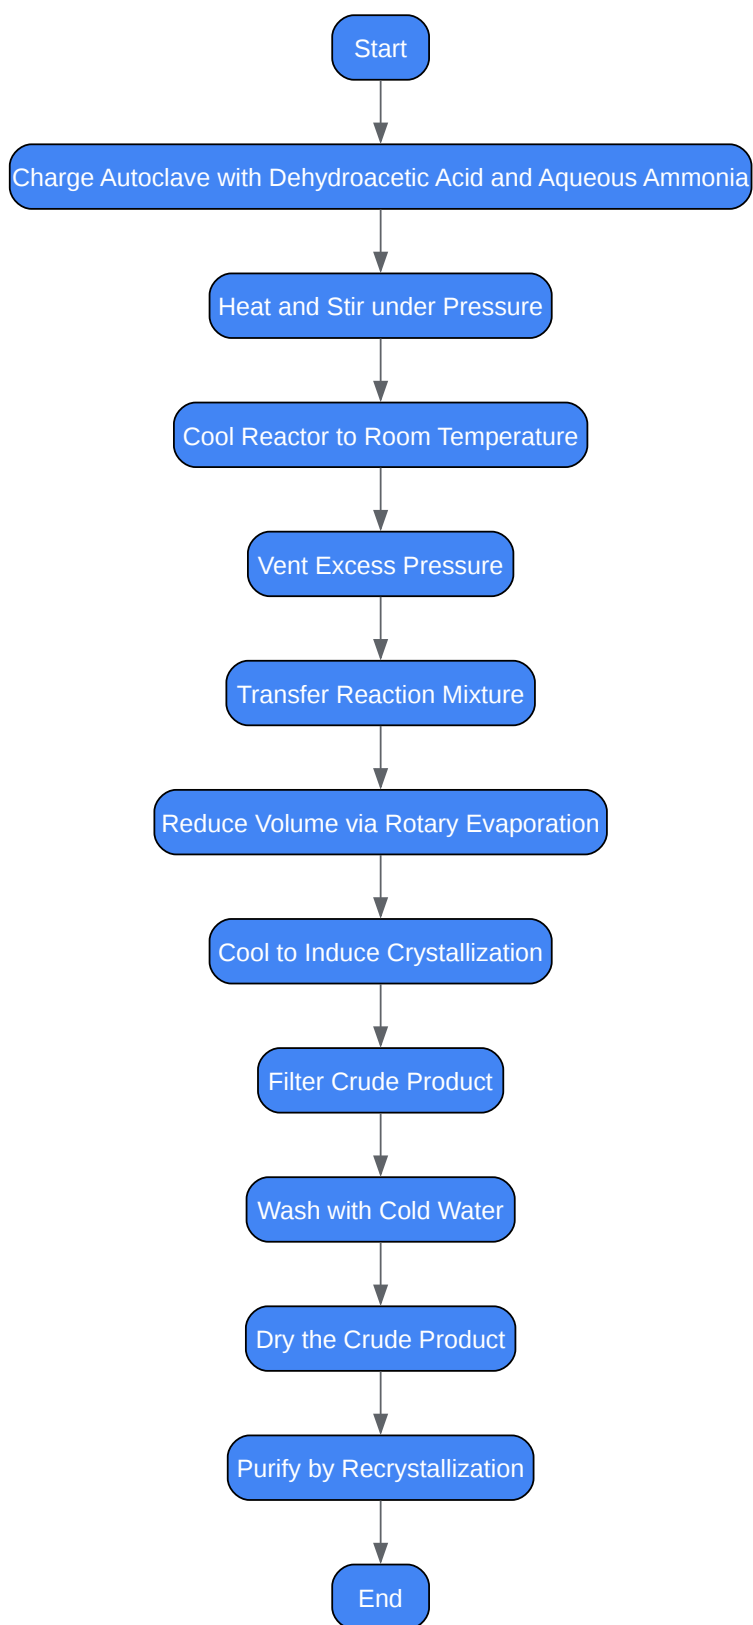 Start
Charge Autoclave with Dehydroacetic Acid and Aqueous Ammonia
Heat and Stir under Pressure
Cool Reactor to Room Temperature
Vent Excess Pressure
Transfer Reaction Mixture
Reduce Volume via Rotary Evaporation
Cool to Induce Crystallization
Filter Crude Product
Wash with Cold Water
Dry the Crude Product
Purify by Recrystallization
End